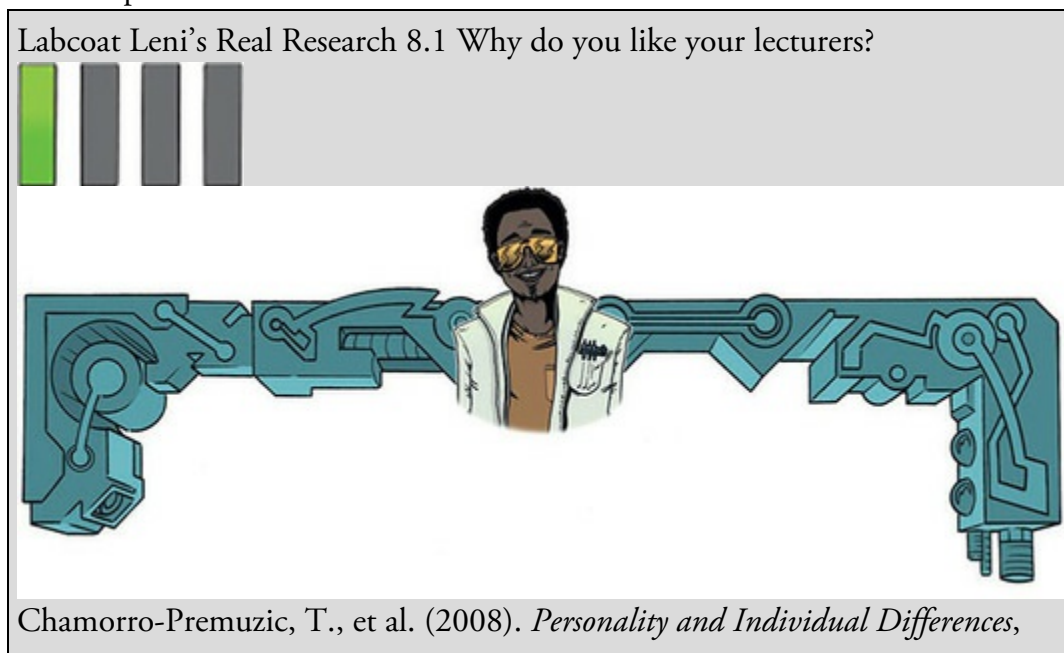 Labcoat Leni’s Real Research 8.1 Why do you like your lecturers?
Chamorro-Premuzic, T., et al. (2008). Personality and Individual Differences,